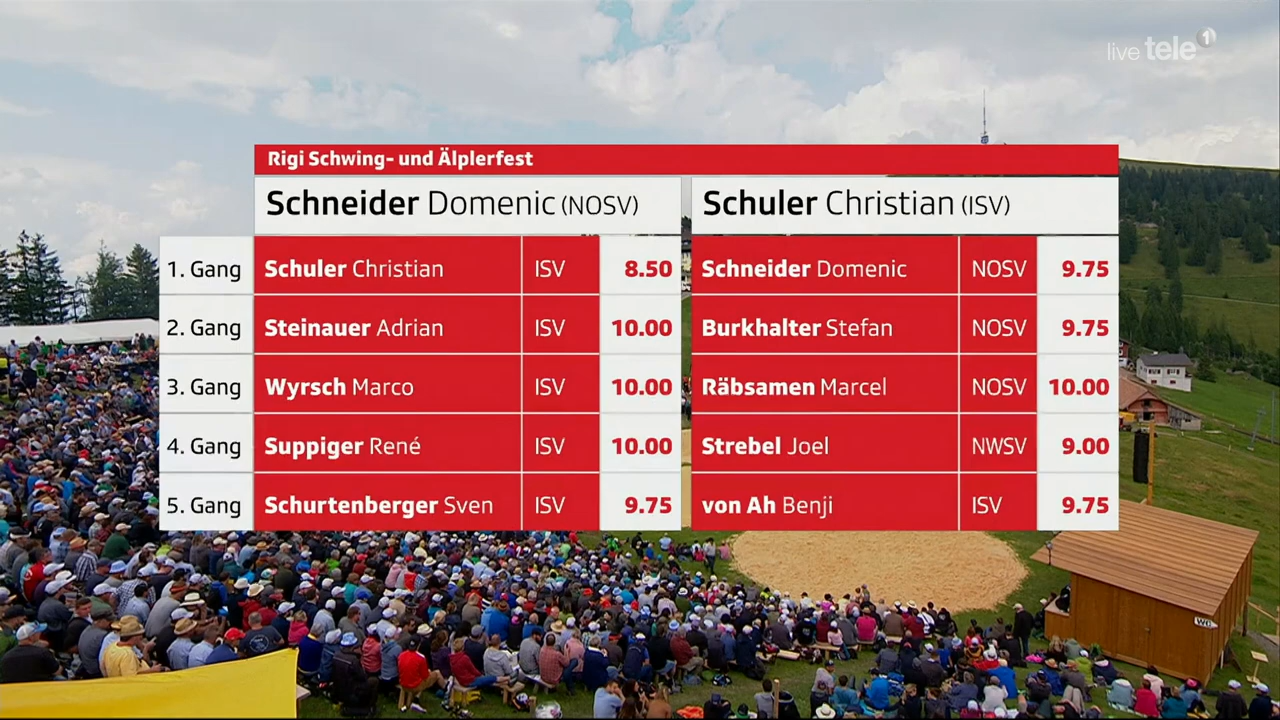 live tele 1
Rigi Schwing- und Älplerfest
Schneider Domenic (NOSV) Schuler Christian (ISV)
1. Gang Schuler Christian ISV 8.50 Schneider Domenic NOSV 9.75
2. Gang Steinauer Adrian ISV 10.00 Burkhalter Stefan NOSV 9.75
3. Gang Wyrsch Marco ISV 10.00 Räbsamen Marcel NOSV 10.00
4. Gang Suppiger René ISV 10.00 Strebel Joel NWSV 9.00
5. Gang Schurtenberger Sven ISV 9.75 von Ah Benji ISV 9.75
WC